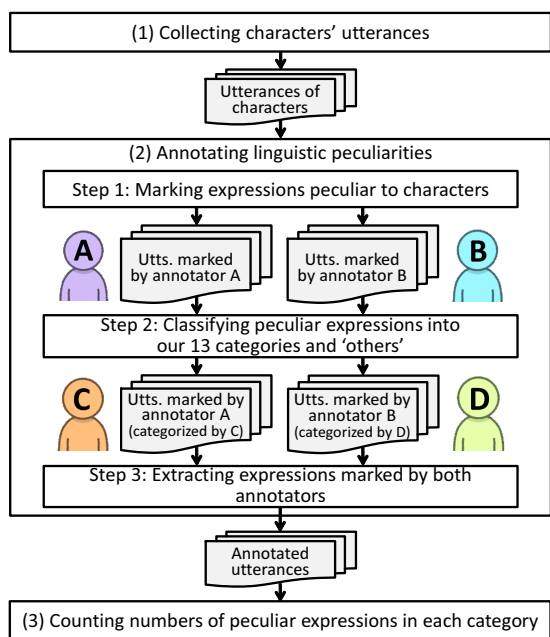 (1) Collecting characters’ utterances
Utterances of
characters
(2) Annotating linguistic peculiarities
Step 1: Marking expressions peculiar to characters
A
Utts. marked
by annotator A
Utts. marked
by annotator B
B
Step 2: Classifying peculiar expressions into
our 13 categories and ‘others’
C
Utts. marked by
annotator A
(categorized by C)
Utts. marked by
annotator B
(categorized by D)
D
Step 3: Extracting expressions marked by both
annotators
Annotated
utterances
(3) Counting numbers of peculiar expressions in each category